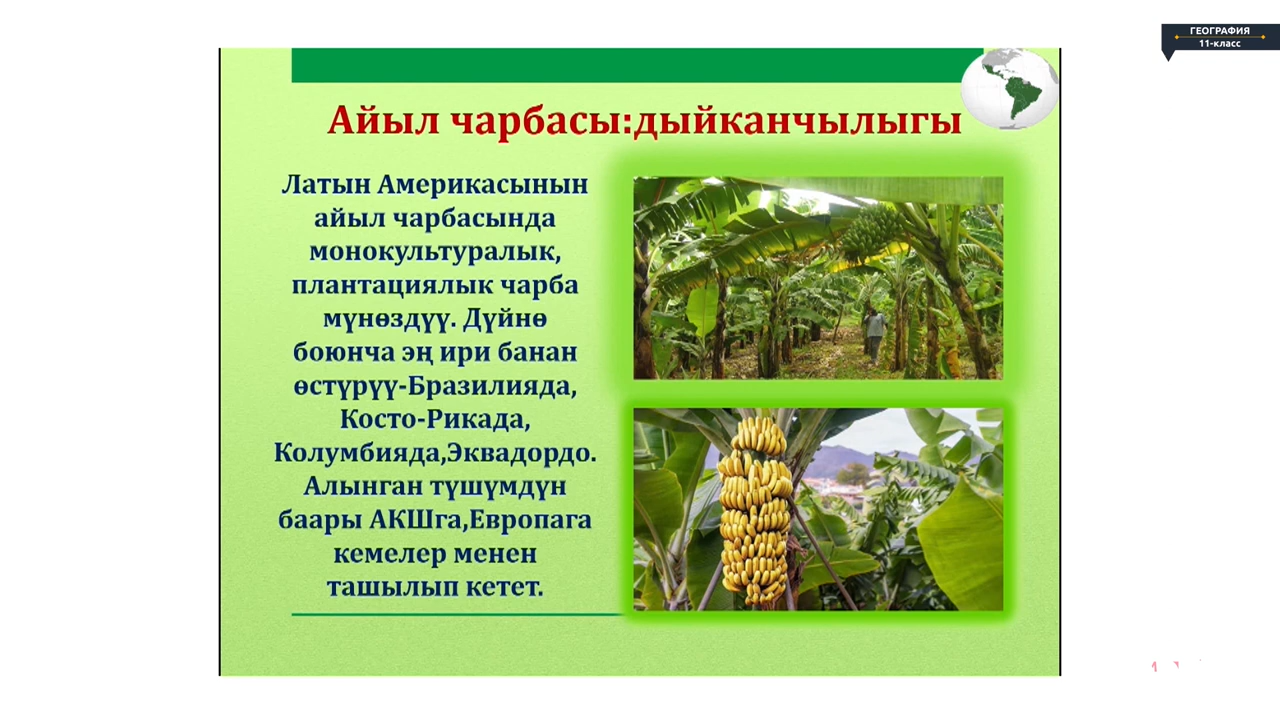 ГЕОГРАФИЯ
11-класс
Айыл чарбасы:дыйканчылыгы
Латын Америкасынын
айыл чарбасында
монокультуралык,
плантациялык чарба
мүнөздүү. Дүйнө
боюнча эң ири банан
өстүрүү-Бразилияда,
Косто-Рикада,
Колумбияда,Эквадордо.
Алынган түшүмдүн
баары АКШга,Европага
кемелер менен
ташылып кетет.